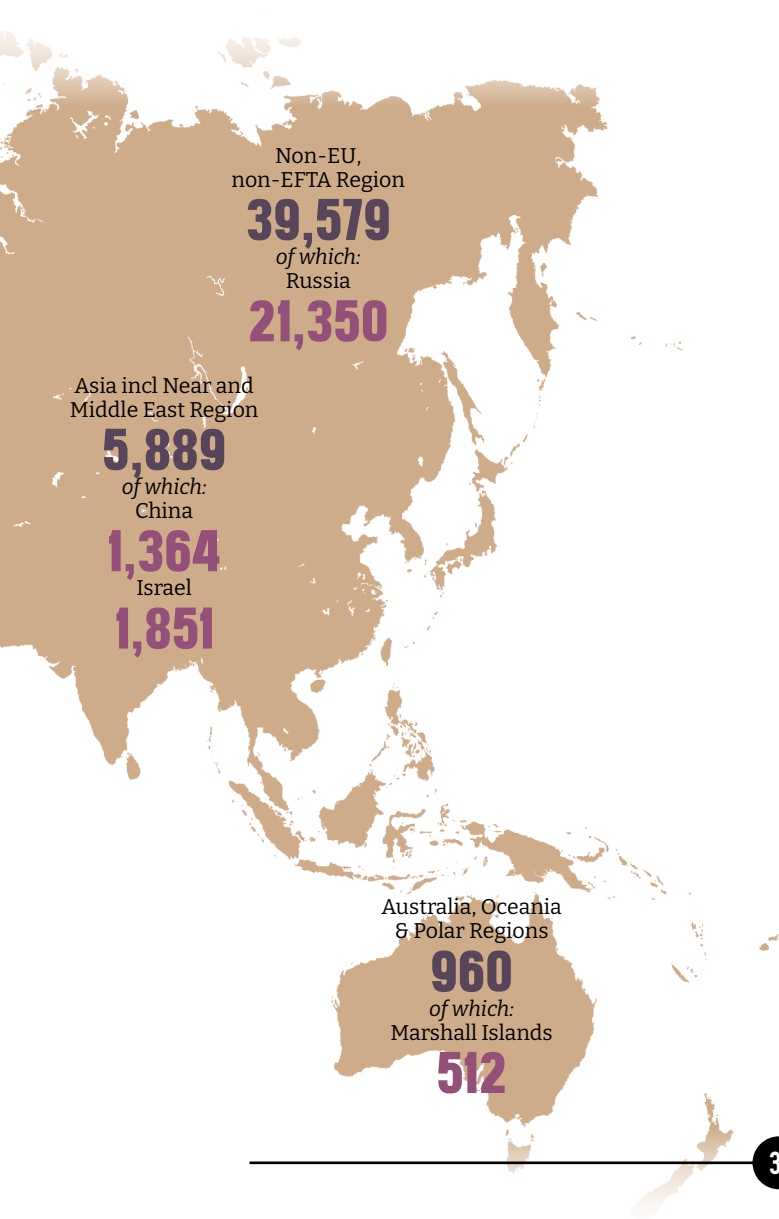 Non-EU,
non-EFTA Region
39,579
of which:
Russia
21,350
Asia incl Near and
Middle East Region
5,889
of which:
China
1,364
Israel
1,851
Australia, Oceania
& Polar Regions
960
of which:
Marshall Islands
512
3